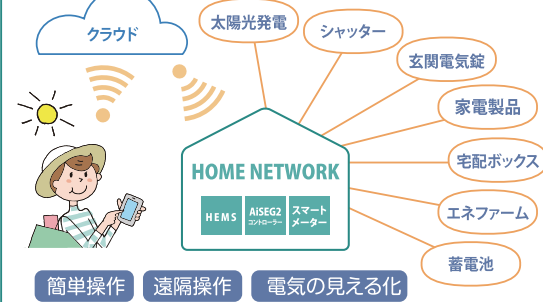 クラウド
太陽光発電
シャッター
玄関電気錠
家電製品
宅配ボックス
エネファーム
蓄電池
HOME NETWORK
HEMS
AiSEG2
コントローラー
スマート
メーター
簡単操作
遠隔操作
電気の見える化